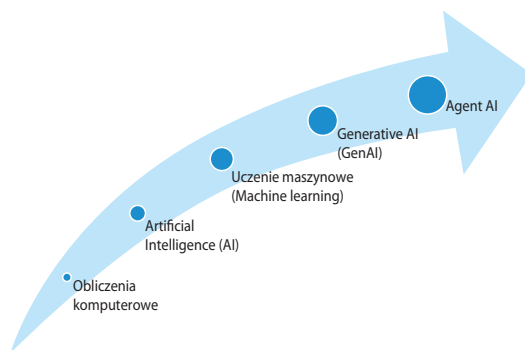 Agent AI
Generative AI
(GenAI)
Uczenie maszynowe
(Machine learning)
Artificial
Intelligence (AI)
Obliczenia
komputerowe